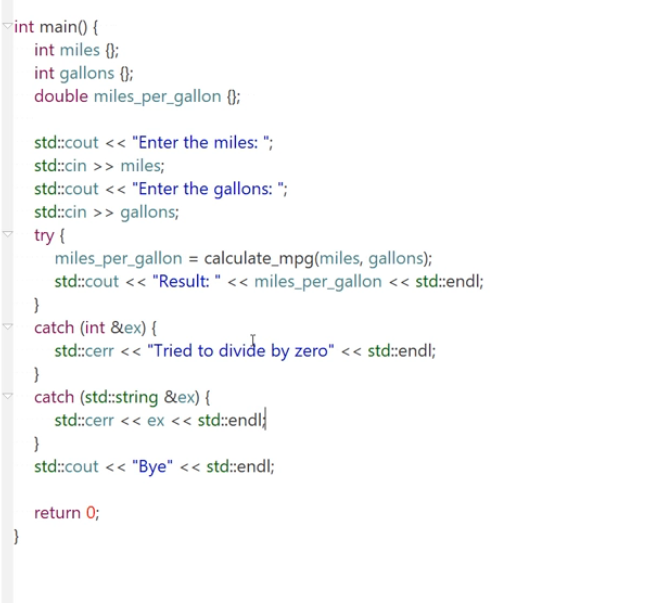 int main() {
int miles {};
int gallons {};
double miles_per_gallon {};
std::cout << "Enter the miles: ";
std::cin >> miles;
std::cout << "Enter the gallons: ";
std::cin >> gallons;
try {
miles_per_gallon = calculate_mpg(miles, gallons);
std::cout << "Result: " << miles_per_gallon << std::endl;
}
catch (int &ex) {
std::cerr << "Tried to divide by zero" << std::endl;
}
catch (std::string &ex) {
std::cerr << ex << std::endl;
}
std::cout << "Bye" << std::endl;
return 0;
}